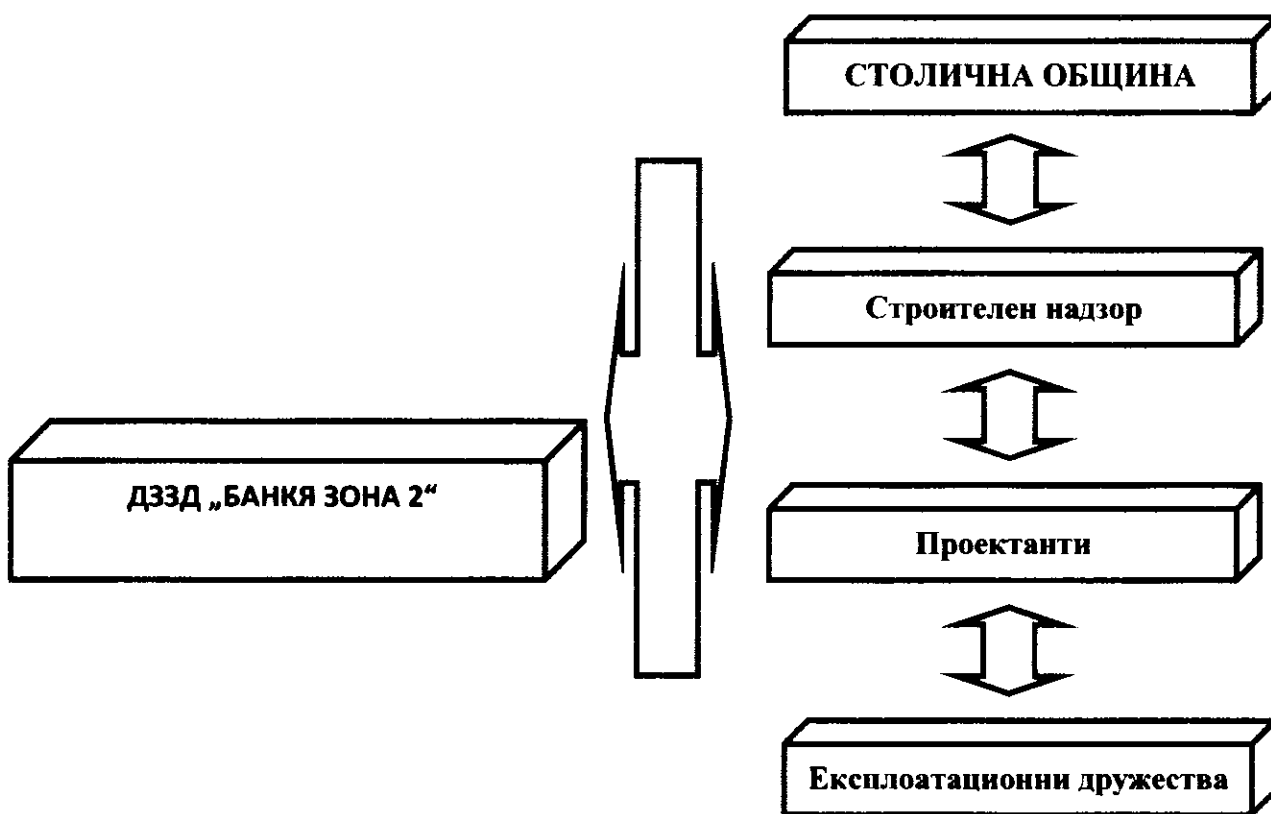 СТОЛИЧНА ОБЩИНА
Строителен надзор
ДЗЗД „БАНКЯ ЗОНА 2“
Проектанти
Експлоатационни дружества